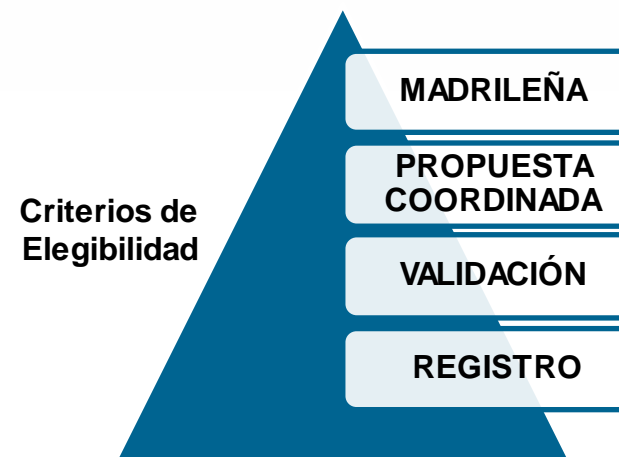 MADRILEÑA
PROPUESTA
COORDINADA
Criterios de
Elegibilidad
VALIDACIÓN
REGISTRO